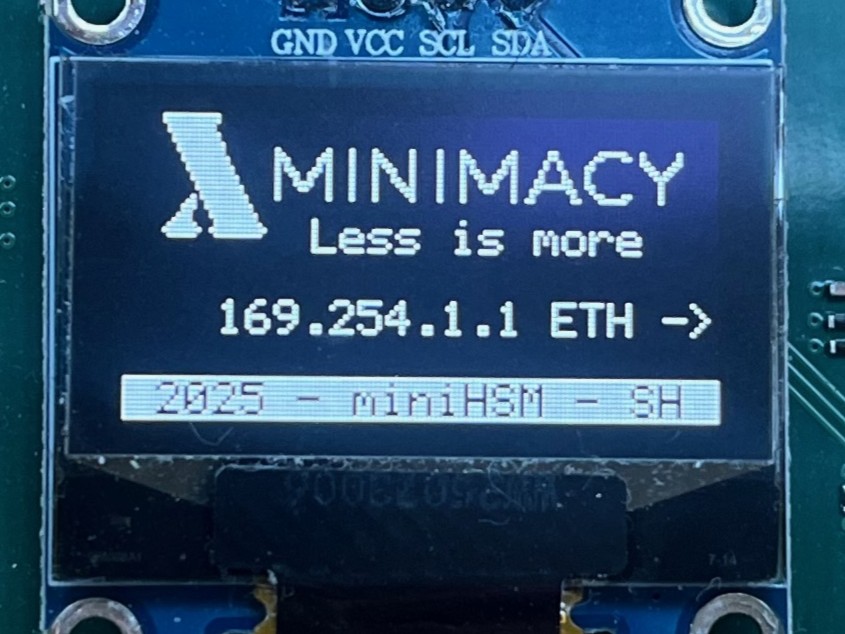 GND VCC SCL SDA
MINIMACY
Less is more
169.254.1.1 ETH ->
2025 - miniHSM - SH